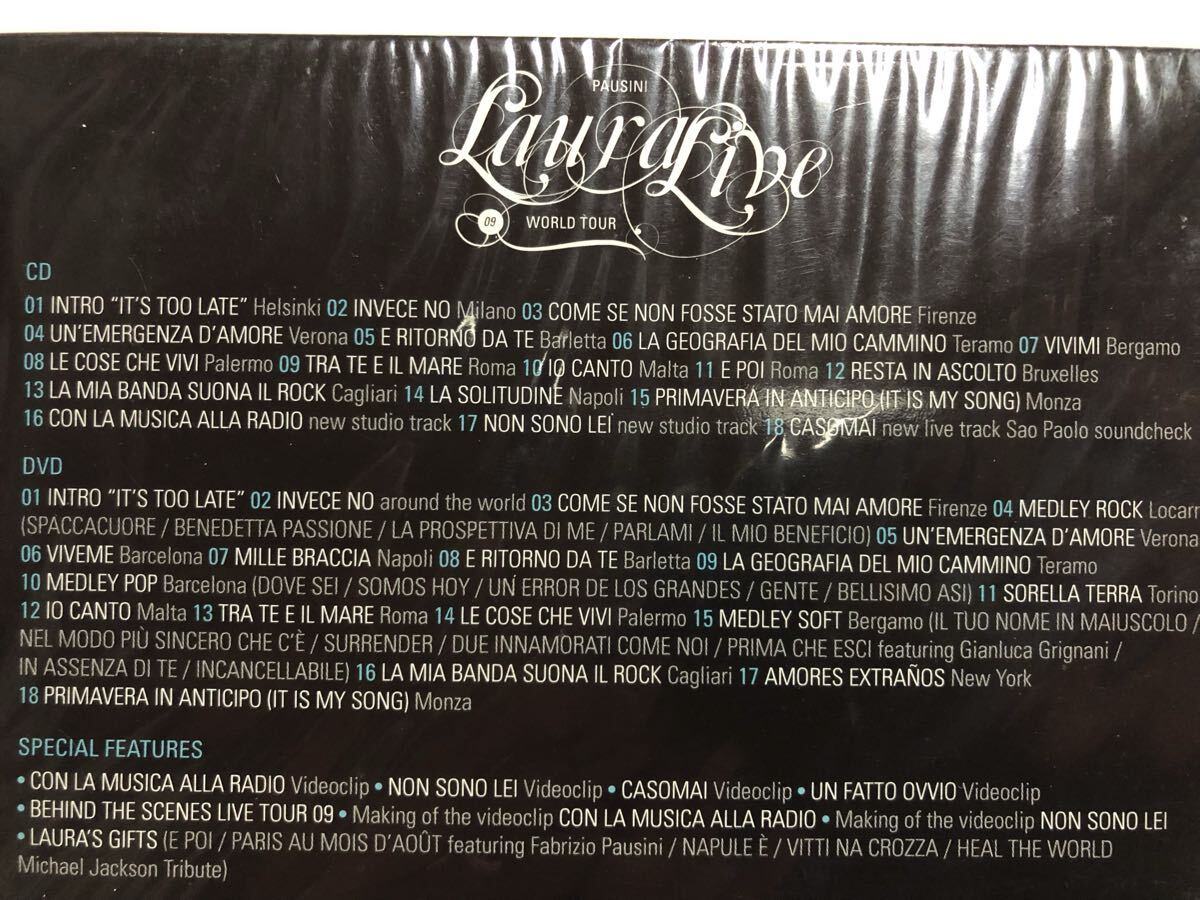 PAUSINI
Laura Live
09 WORLD TOUR
CD
01 INTRO “IT'S TOO LATE” Helsinki 02 INVECE NO Milano 03 COME SE NON FOSSE STATO MAI AMORE Firenze
04 UN'EMERGENZA D'AMORE Verona 05 E RITORNO DA TE Barletta 06 LA GEOGRAFIA DEL MIO CAMMINO Teramo 07 VIVIMI Bergamo
08 LE COSE CHE VIVI Palermo 09 TRA TE E IL MARE Roma 10 IO CANTO Malta 11 E POI Roma 12 RESTA IN ASCOLTO Bruxelles
13 LA MIA BANDA SUONA IL ROCK Cagliari 14 LA SOLITUDINE Napoli 15 PRIMAVERA IN ANTICIPO (IT IS MY SONG) Monza
16 CON LA MUSICA ALLA RADIO new studio track 17 NON SONO LEI new studio track 18 CASOMAI new live track Sao Paolo soundcheck
DVD
01 INTRO “IT'S TOO LATE” 02 INVECE NO around the world 03 COME SE NON FOSSE STATO MAI AMORE Firenze 04 MEDLEY ROCK Locarn
(SPACCACUORE / BENEDETTA PASSIONE / LA PROSPETTIVA DI ME / PARLAMI / IL MIO BENEFICIO) 05 UN'EMERGENZA D'AMORE Verona
06 VIVEME Barcelona 07 MILLE BRACCIA Napoli 08 E RITORNO DA TE Barletta 09 LA GEOGRAFIA DEL MIO CAMMINO Teramo
10 MEDLEY POP Barcelona (DOVE SEI / SOMOS HOY / UN ERROR DE LOS GRANDES / GENTE / BELLISIMO ASI) 11 SORELLA TERRA Torino
12 IO CANTO Malta 13 TRA TE E IL MARE Roma 14 LE COSE CHE VIVI Palermo 15 MEDLEY SOFT Bergamo (IL TUO NOME IN MAIUSCOLO /
NEL MODO PIÙ SINCERO CHE C'È / SURRENDER / DUE INNAMORATI COME NOI / PRIMA CHE ESCI featuring Gianluca Grignani /
IN ASSENZA DI TE / INCANCELLABILE) 16 LA MIA BANDA SUONA IL ROCK Cagliari 17 AMORES EXTRAÑOS New York
18 PRIMAVERA IN ANTICIPO (IT IS MY SONG) Monza
SPECIAL FEATURES
• CON LA MUSICA ALLA RADIO Videoclip • NON SONO LEI Videoclip • CASOMAI Videoclip • UN FATTO OVVIO Videoclip
• BEHIND THE SCENES LIVE TOUR 09 • Making of the videoclip CON LA MUSICA ALLA RADIO • Making of the videoclip NON SONO LEI
• LAURA'S GIFTS (E POI / PARIS AU MOIS D'AOÛT featuring Fabrizio Pausini / NAPULE È / VITTI NA CROZZA / HEAL THE WORLD
Michael Jackson Tribute)